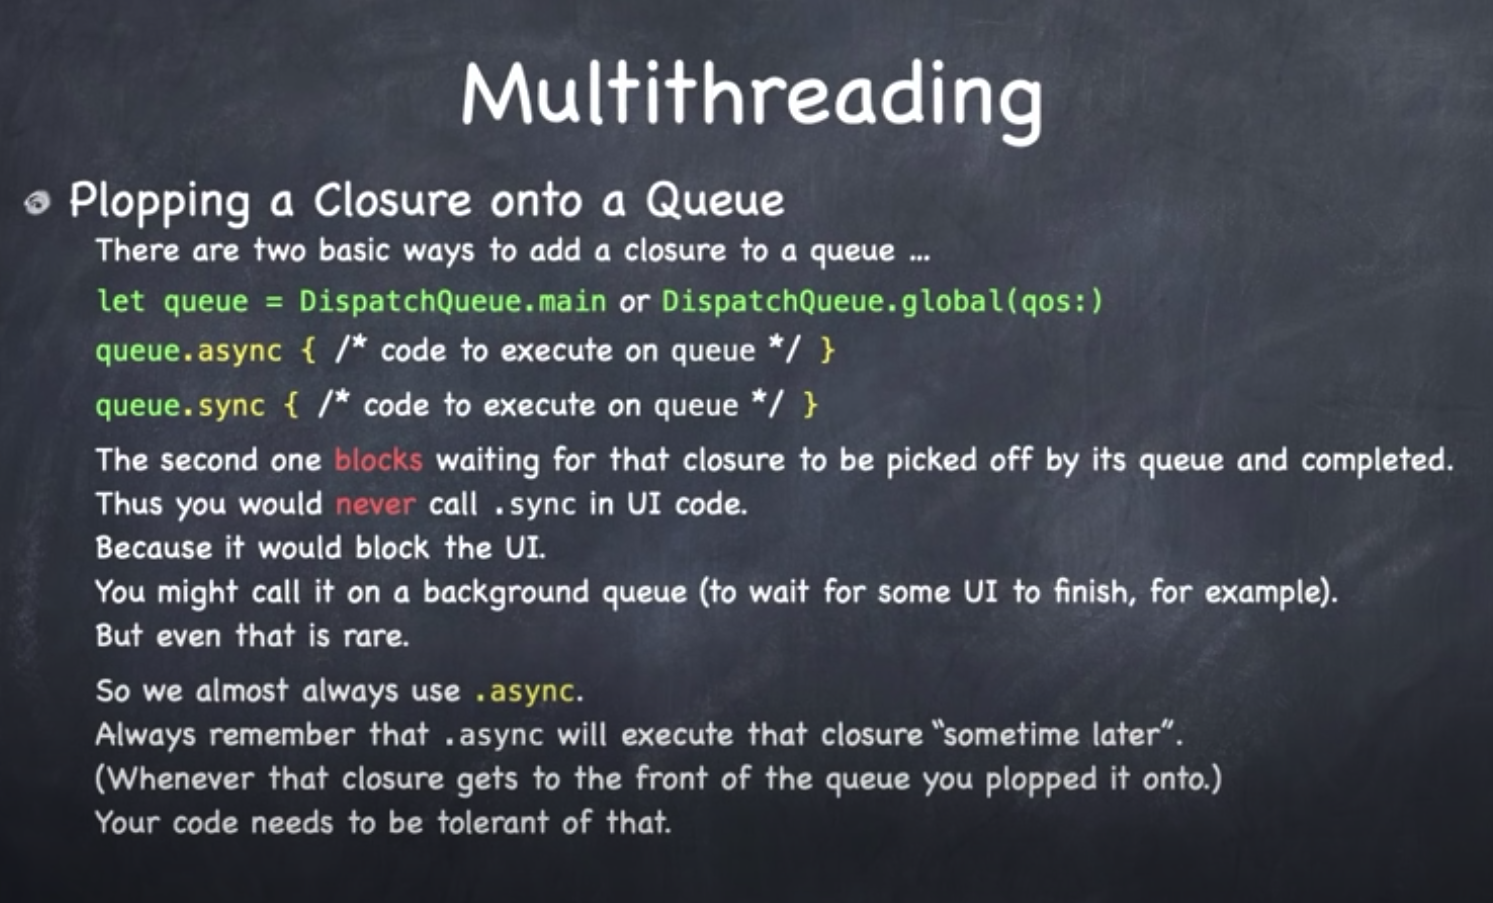 Multithreading
Plopping a Closure onto a Queue
There are two basic ways to add a closure to a queue ...
let queue = DispatchQueue.main or DispatchQueue.global(qos:)
queue.async { /* code to execute on queue */ }
queue.sync { /* code to execute on queue */ }
The second one blocks waiting for that closure to be picked off by its queue and completed.
Thus you would never call .sync in UI code.
Because it would block the UI.
You might call it on a background queue (to wait for some UI to finish, for example).
But even that is rare.
So we almost always use .async.
Always remember that .async will execute that closure “sometime later”.
(Whenever that closure gets to the front of the queue you plopped it onto.)
Your code needs to be tolerant of that.